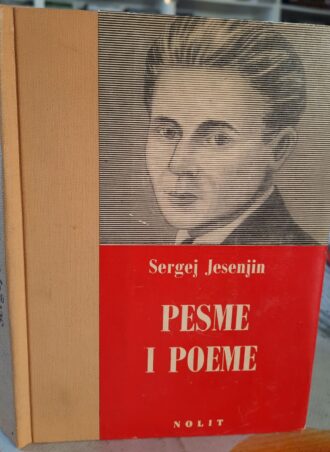 Sergej Jesenjin
PESME
I POEME
NOLIT